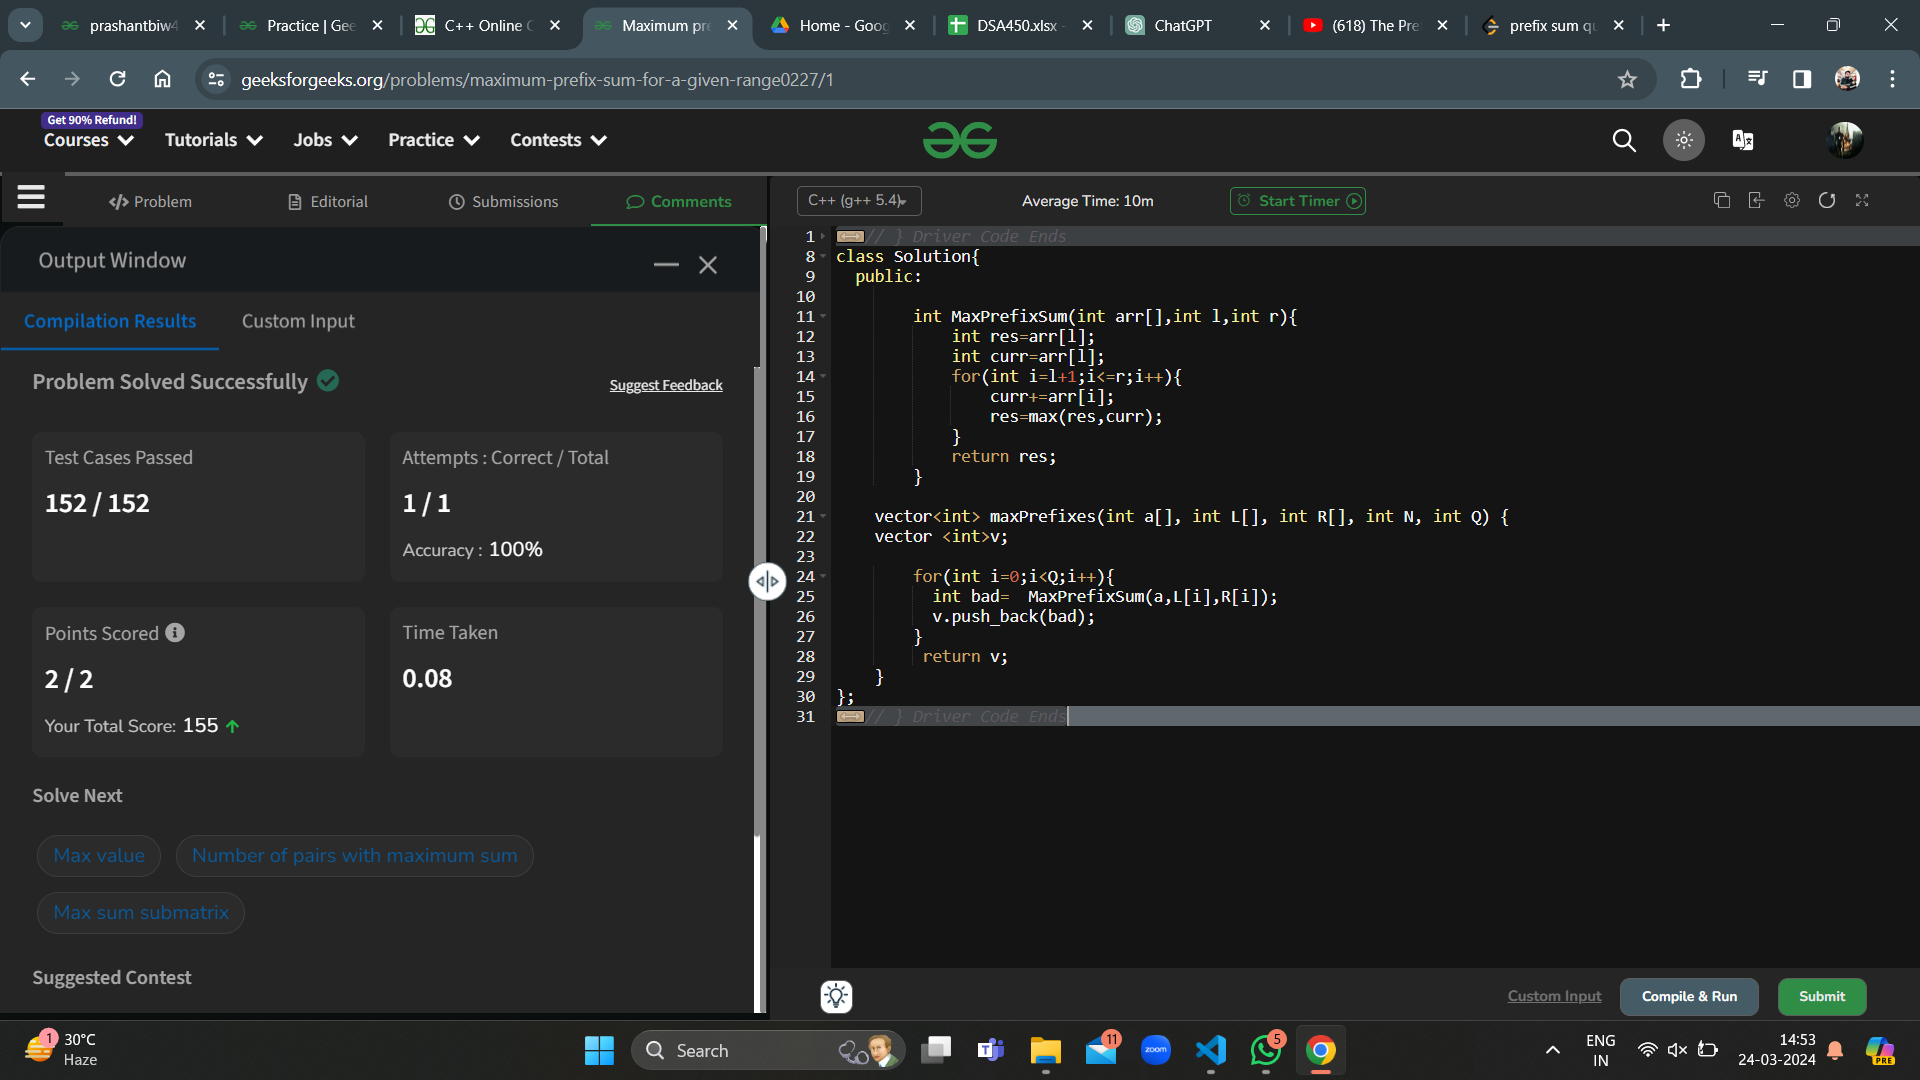 prashantbiw4
Practice | Gee
C++ Online C
Maximum pre
Home - Goog
DSA450.xlsx -
ChatGPT
(618) The Pre
prefix sum qu
geeksforgeeks.org/problems/maximum-prefix-sum-for-a-given-range0227/1
Get 90% Refund!
Courses
Tutorials
Jobs
Practice
Contests
</> Problem
Editorial
Submissions
Comments
C++ (g++ 5.4)
Average Time: 10m
Start Timer
Output Window
Compilation Results
Custom Input
Problem Solved Successfully
Suggest Feedback
Test Cases Passed
152 / 152
Attempts : Correct / Total
1 / 1
Accuracy : 100%
Points Scored
2 / 2
Your Total Score: 155
Time Taken
0.08
Solve Next
Max value
Number of pairs with maximum sum
Max sum submatrix
Suggested Contest
1 // } Driver Code Ends
8 class Solution{
9 public:
10
11 int MaxPrefixSum(int arr[],int l,int r){
12 int res=arr[l];
13 int curr=arr[l];
14 for(int i=l+1;i<=r;i++){
15 curr+=arr[i];
16 res=max(res,curr);
17 }
18 return res;
19 }
20
21 vector<int> maxPrefixes(int a[], int L[], int R[], int N, int Q) {
22 vector <int>v;
23
24 for(int i=0;i<Q;i++){
25 int bad= MaxPrefixSum(a,L[i],R[i]);
26 v.push_back(bad);
27 }
28 return v;
29 }
30 };
31 // } Driver Code Ends
Custom Input
Compile & Run
Submit
1
30°C
Haze
Search
11
zoom
5
ENG
IN
14:53
24-03-2024
PRE